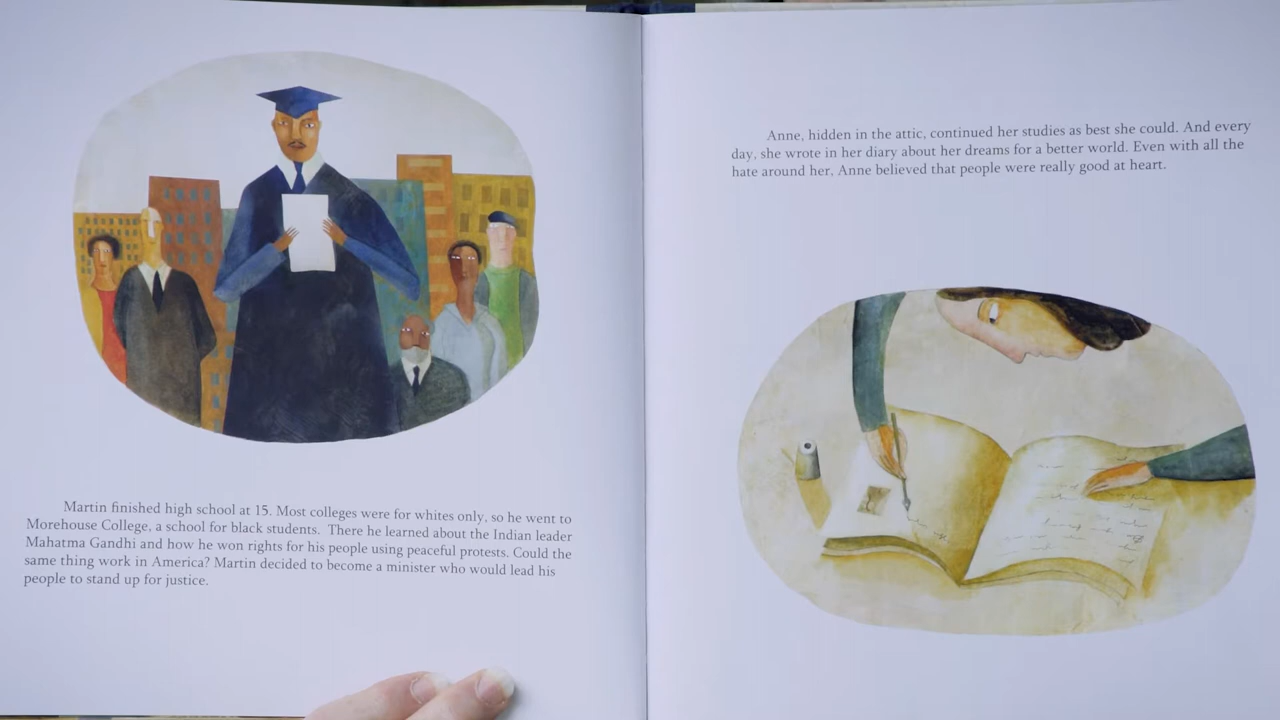 Martin finished high school at 15. Most colleges were for whites only, so he went to
Morehouse College, a school for black students. There he learned about the Indian leader
Mahatma Gandhi and how he won rights for his people using peaceful protests. Could the
same thing work in America? Martin decided to become a minister who would lead his
people to stand up for justice.
Anne, hidden in the attic, continued her studies as best she could. And every
day, she wrote in her diary about her dreams for a better world. Even with all the
hate around her, Anne believed that people were really good at heart.